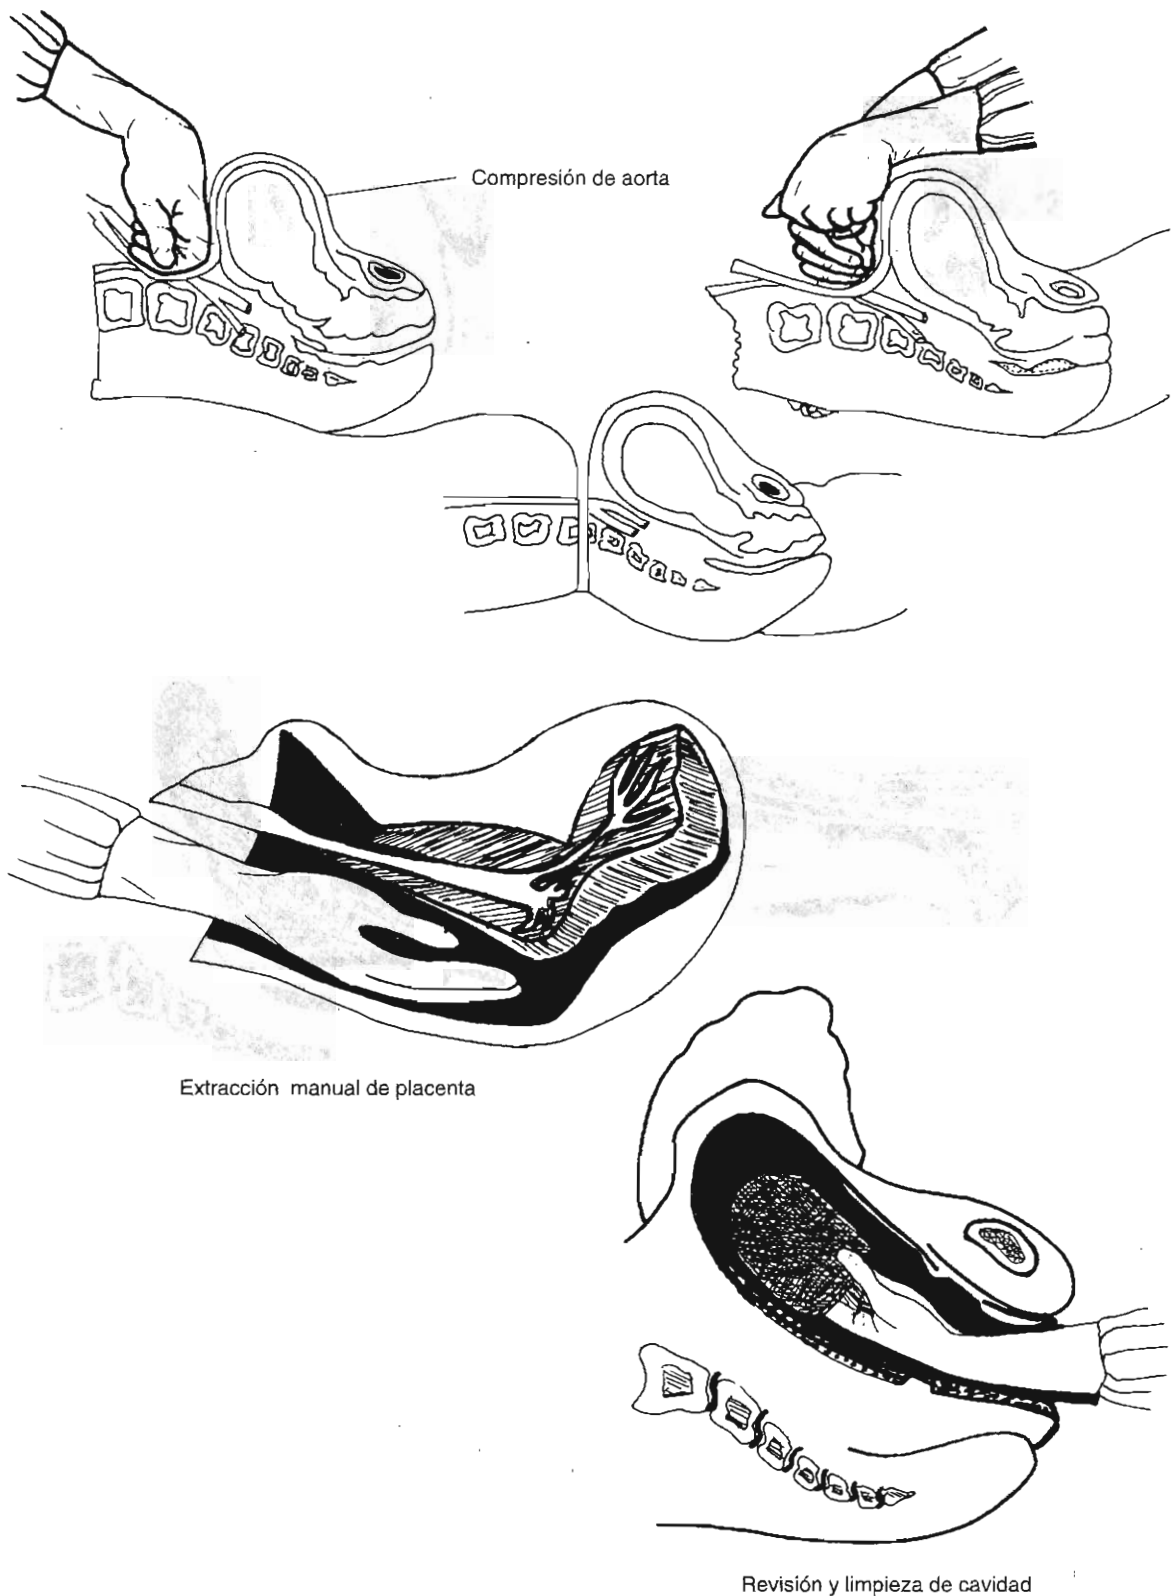 Compresión de aorta
Extracción manual de placenta
Revisión y limpieza de cavidad